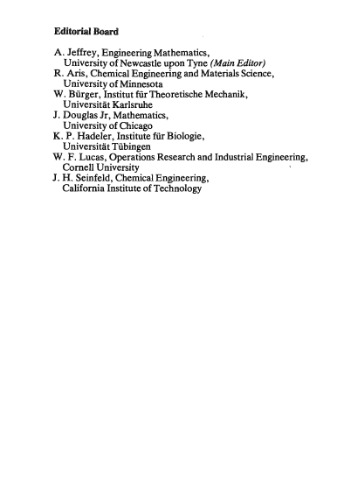 Editorial Board
A. Jeffrey, Engineering Mathematics,
University of Newcastle upon Tyne (Main Editor)
R. Aris, Chemical Engineering and Materials Science,
University of Minnesota
W. Bürger, Institut für Theoretische Mechanik,
Universität Karlsruhe
J. Douglas Jr, Mathematics,
University of Chicago
K. P. Hadeler, Institute für Biologie,
Universität Tübingen
W. F. Lucas, Operations Research and Industrial Engineering,
Cornell University
J. H. Seinfeld, Chemical Engineering,
California Institute of Technology